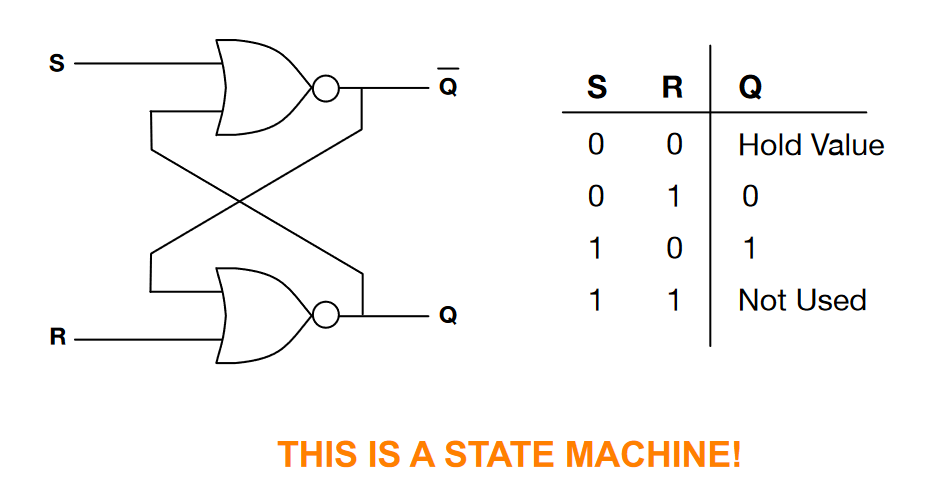 S
Q̅
R
Q
S R Q
0 0 Hold Value
0 1 0
1 0 1
1 1 Not Used
THIS IS A STATE MACHINE!